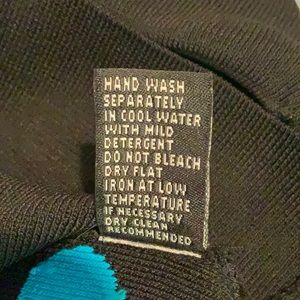 HAND WASH
SEPARATELY
IN COOL WATER
WITH MILD
DETERGENT
DO NOT BLEACH
DRY FLAT
IRON AT LOW
TEMPERATURE
IF NECESSARY
DRY CLEAN
RECOMMENDED